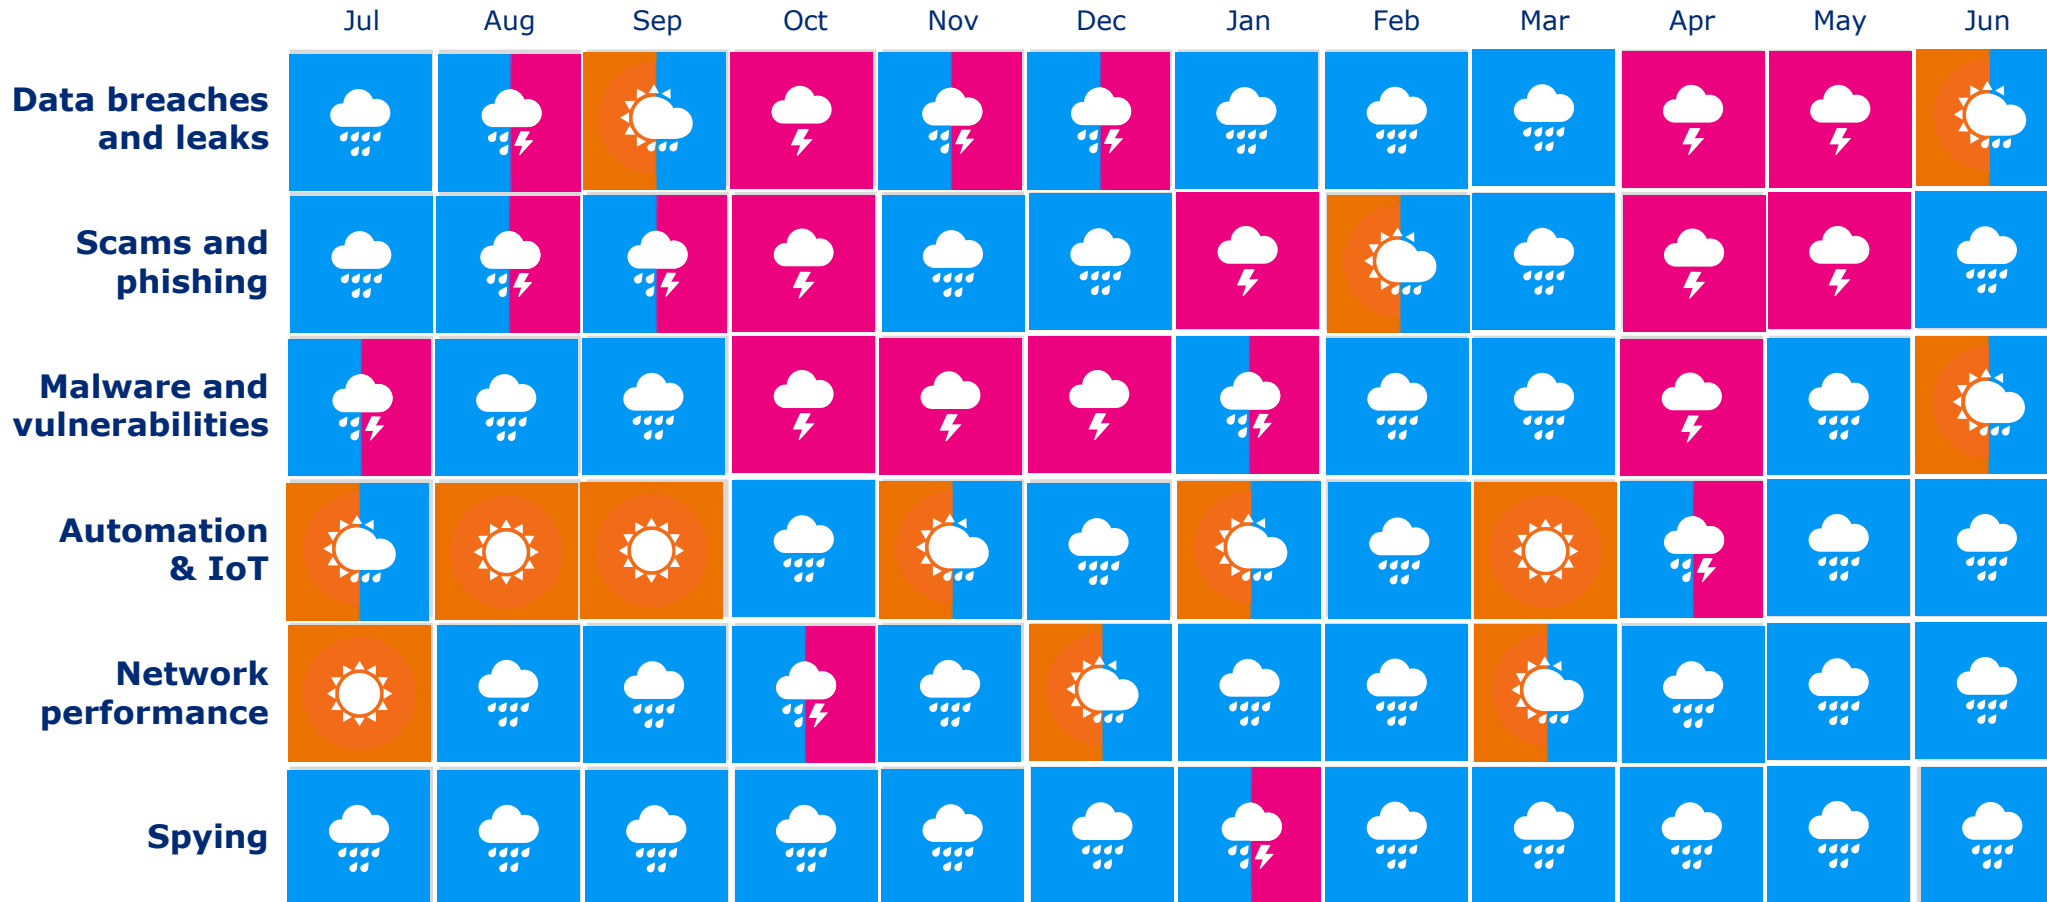 Jul Aug Sep Oct Nov Dec Jan Feb Mar Apr May Jun
Data breaches
and leaks
Scams and
phishing
Malware and
vulnerabilities
Automation
& IoT
Network
performance
Spying